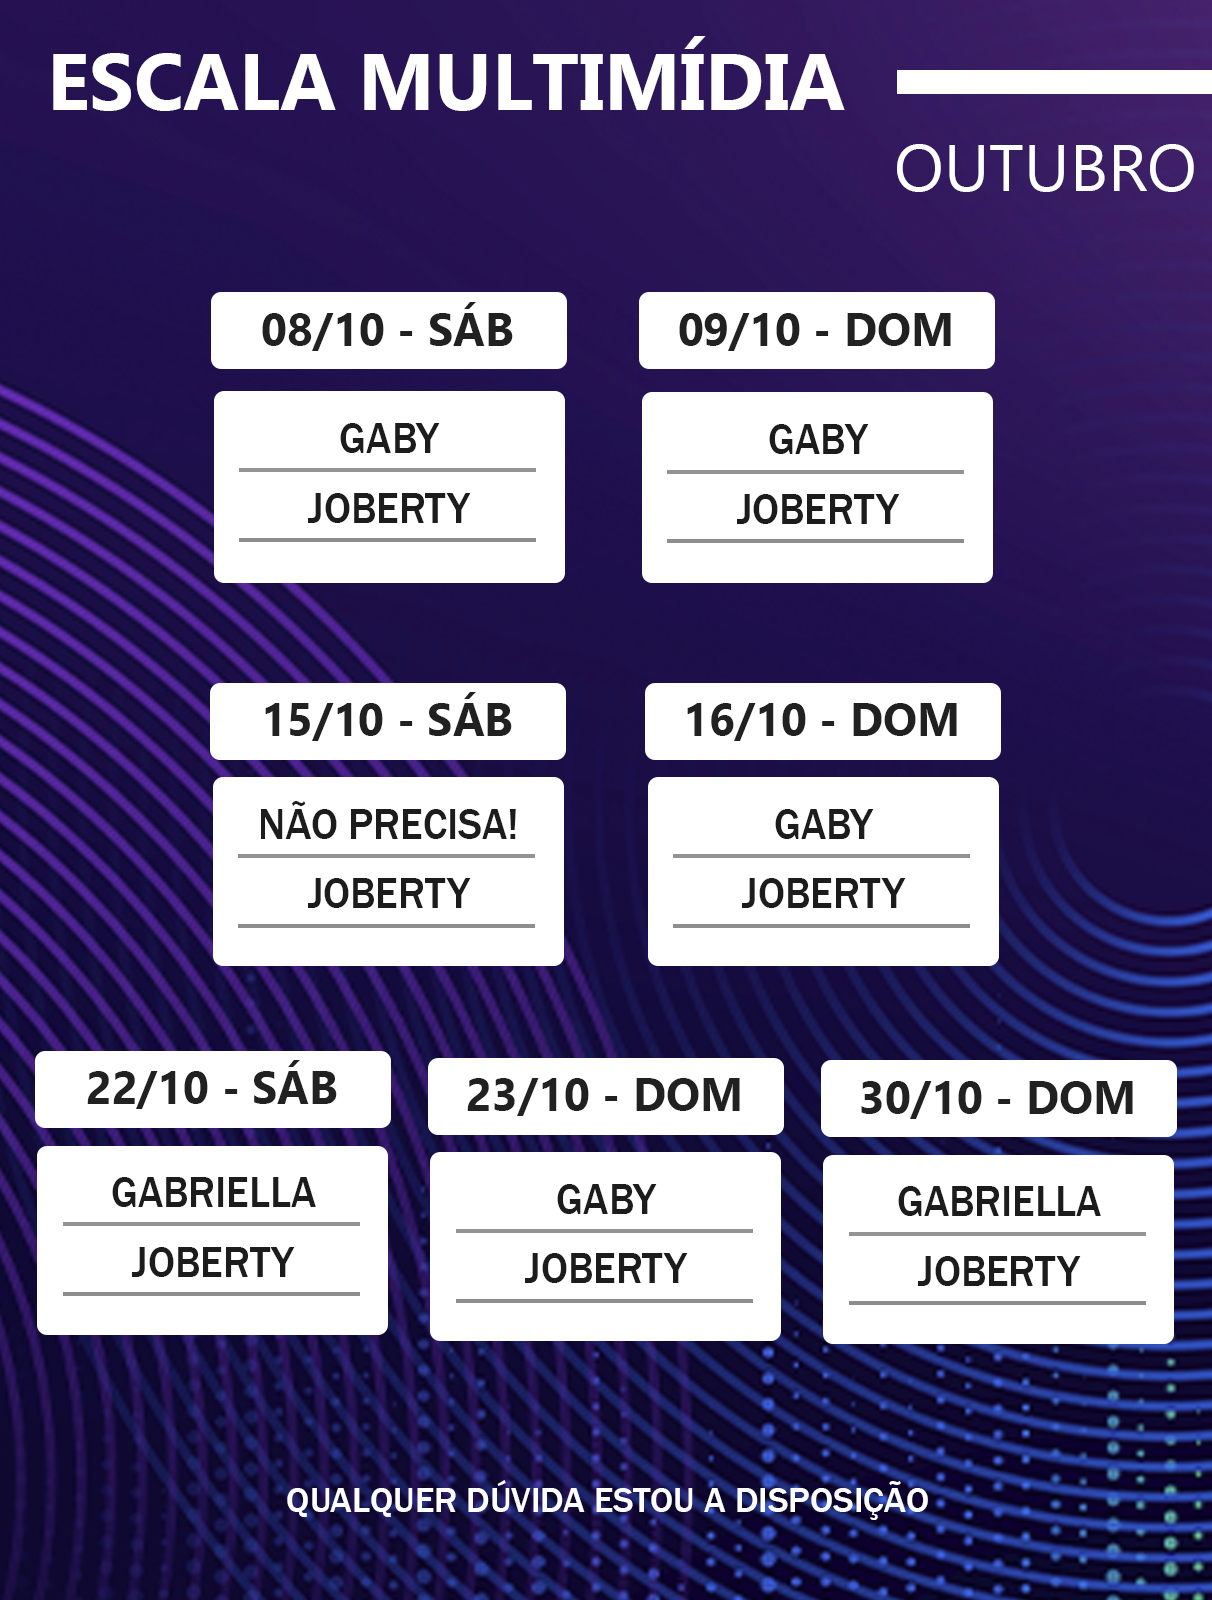 ESCALA MULTIMÍDIA
OUTUBRO
08/10 - SÁB
GABY
JOBERTY
09/10 - DOM
GABY
JOBERTY
15/10 - SÁB
NÃO PRECISA!
JOBERTY
16/10 - DOM
GABY
JOBERTY
22/10 - SÁB
GABRIELLA
JOBERTY
23/10 - DOM
GABY
JOBERTY
30/10 - DOM
GABRIELLA
JOBERTY
QUALQUER DÚVIDA ESTOU A DISPOSIÇÃO